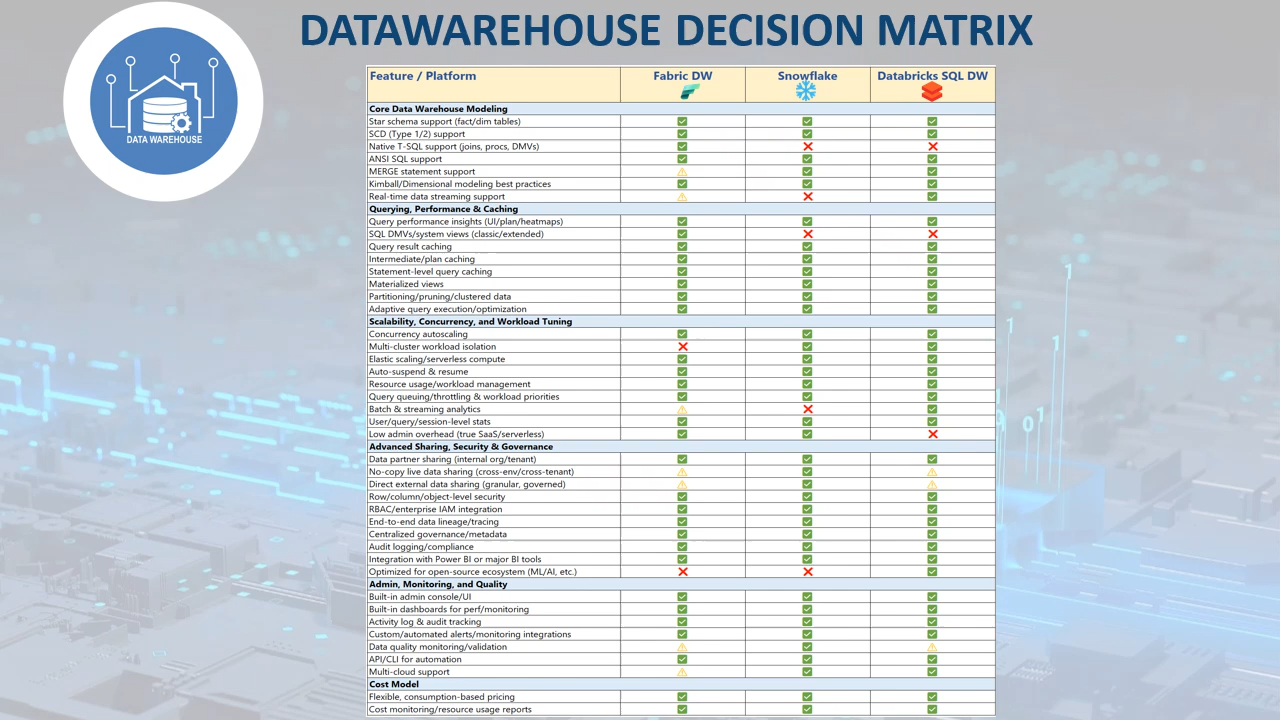 DATAWAREHOUSE DECISION MATRIX
DATA WAREHOUSE
Feature / Platform Fabric DW Snowflake Databricks SQL DW
Core Data Warehouse Modeling
Star schema support (fact/dim tables)
SCD (Type 1/2) support
Native T-SQL support (joins, procs, DMVs)
ANSI SQL support
MERGE statement support
Kimball/Dimensional modeling best practices
Real-time data streaming support
Querying, Performance & Caching
Query performance insights (UI/plan/heatmaps)
SQL DMVs/system views (classic/extended)
Query result caching
Intermediate/plan caching
Statement-level query caching
Materialized views
Partitioning/pruning/clustered data
Adaptive query execution/optimization
Scalability, Concurrency, and Workload Tuning
Concurrency autoscaling
Multi-cluster workload isolation
Elastic scaling/serverless compute
Auto-suspend & resume
Resource usage/workload management
Query queuing/throttling & workload priorities
Batch & streaming analytics
User/query/session-level stats
Low admin overhead (true SaaS/serverless)
Advanced Sharing, Security & Governance
Data partner sharing (internal org/tenant)
No-copy live data sharing (cross-env/cross-tenant)
Direct external data sharing (granular, governed)
Row/column/object-level security
RBAC/enterprise IAM integration
End-to-end data lineage/tracing
Centralized governance/metadata
Audit logging/compliance
Integration with Power BI or major BI tools
Optimized for open-source ecosystem (ML/AI, etc.)
Admin, Monitoring, and Quality
Built-in admin console/UI
Built-in dashboards for perf/monitoring
Activity log & audit tracking
Custom/automated alerts/monitoring integrations
Data quality monitoring/validation
API/CLI for automation
Multi-cloud support
Cost Model
Flexible, consumption-based pricing
Cost monitoring/resource usage reports
1
1
1
0
01